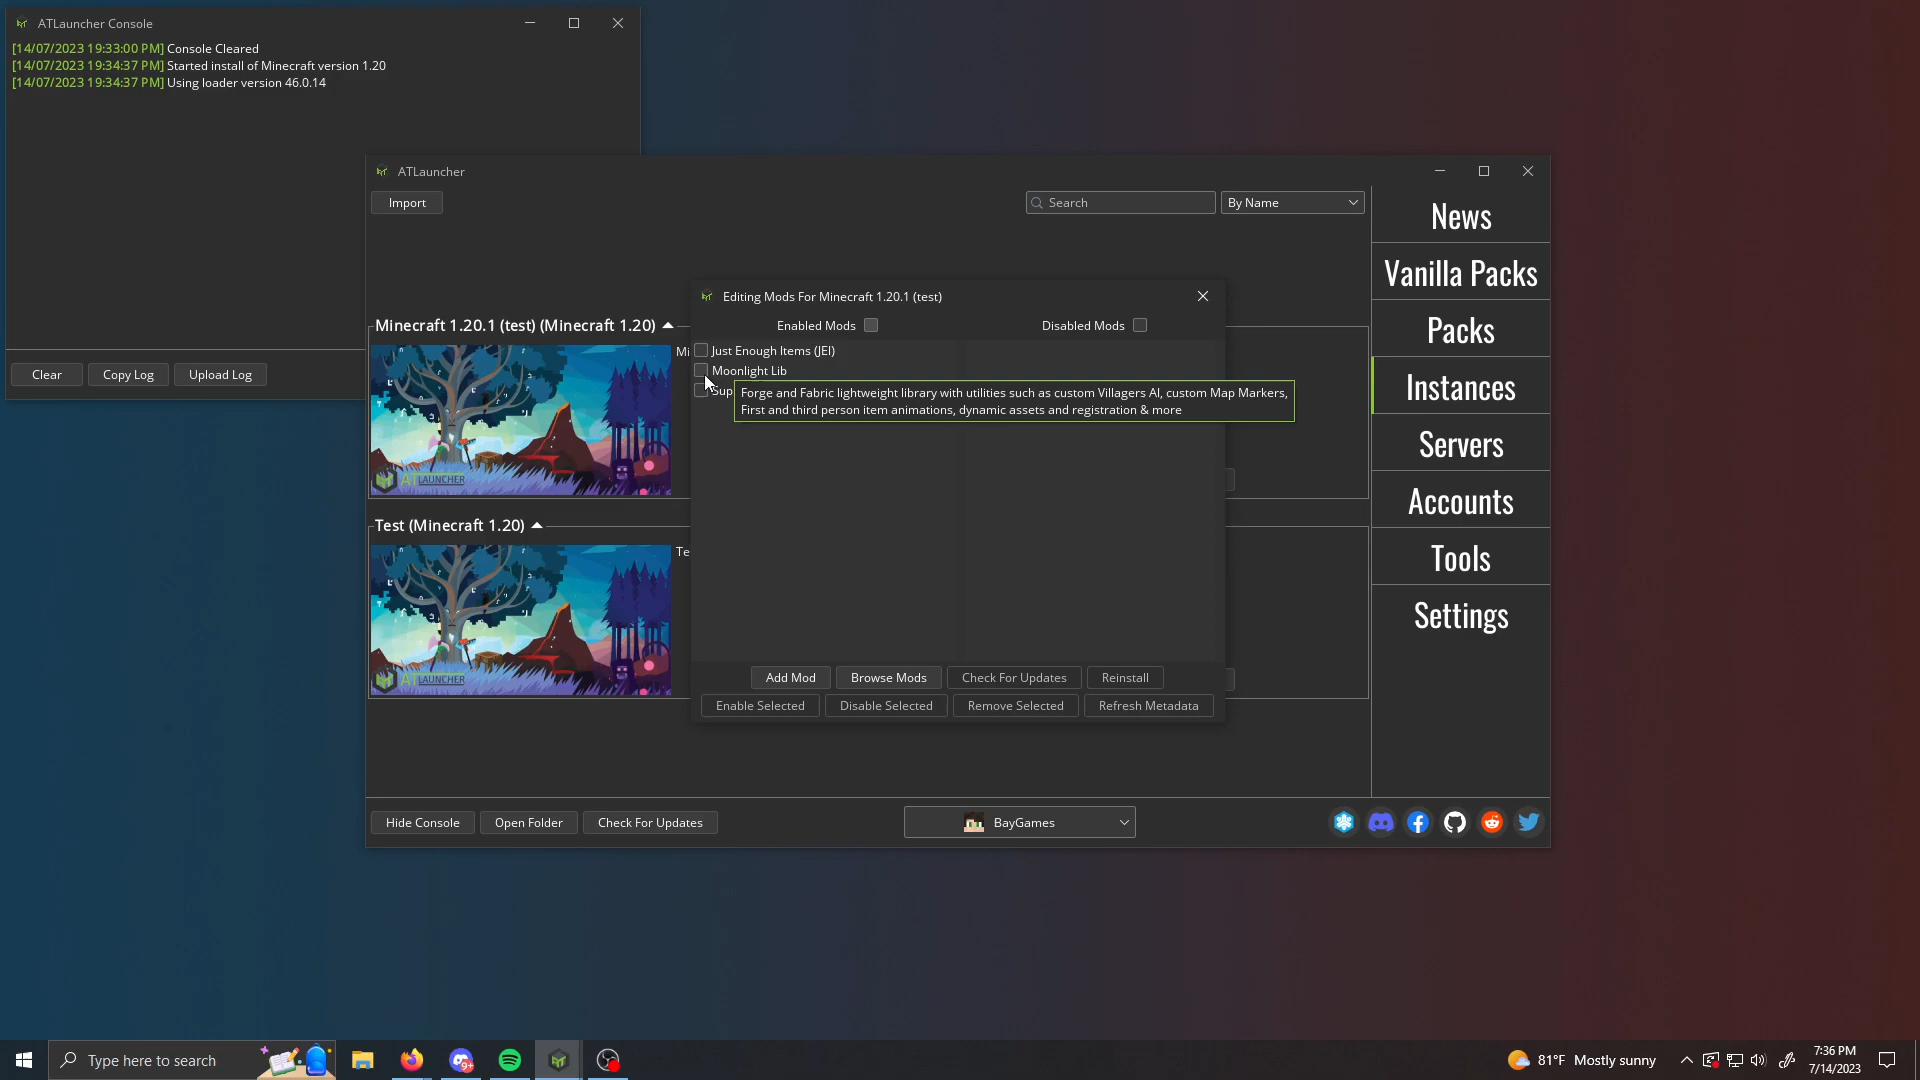 ATLauncher Console
[14/07/2023 19:33:00 PM] Console Cleared
[14/07/2023 19:34:37 PM] Started install of Minecraft version 1.20
[14/07/2023 19:34:37 PM] Using loader version 46.0.14
Clear
Copy Log
Upload Log
ATLauncher
Import
Search
By Name
News
Vanilla Packs
Packs
Instances
Servers
Accounts
Tools
Settings
Minecraft 1.20.1 (test) (Minecraft 1.20)
Mi
ATLAUNCHER
Test (Minecraft 1.20)
Te
ATLAUNCHER
Editing Mods For Minecraft 1.20.1 (test)
Enabled Mods
Disabled Mods
Just Enough Items (JEI)
Moonlight Lib
Sup
Forge and Fabric lightweight library with utilities such as custom Villagers AI, custom Map Markers,
First and third person item animations, dynamic assets and registration & more
Add Mod
Browse Mods
Check For Updates
Reinstall
Enable Selected
Disable Selected
Remove Selected
Refresh Metadata
Hide Console
Open Folder
Check For Updates
BayGames
Type here to search
9+
81°F Mostly sunny
7:36 PM
7/14/2023